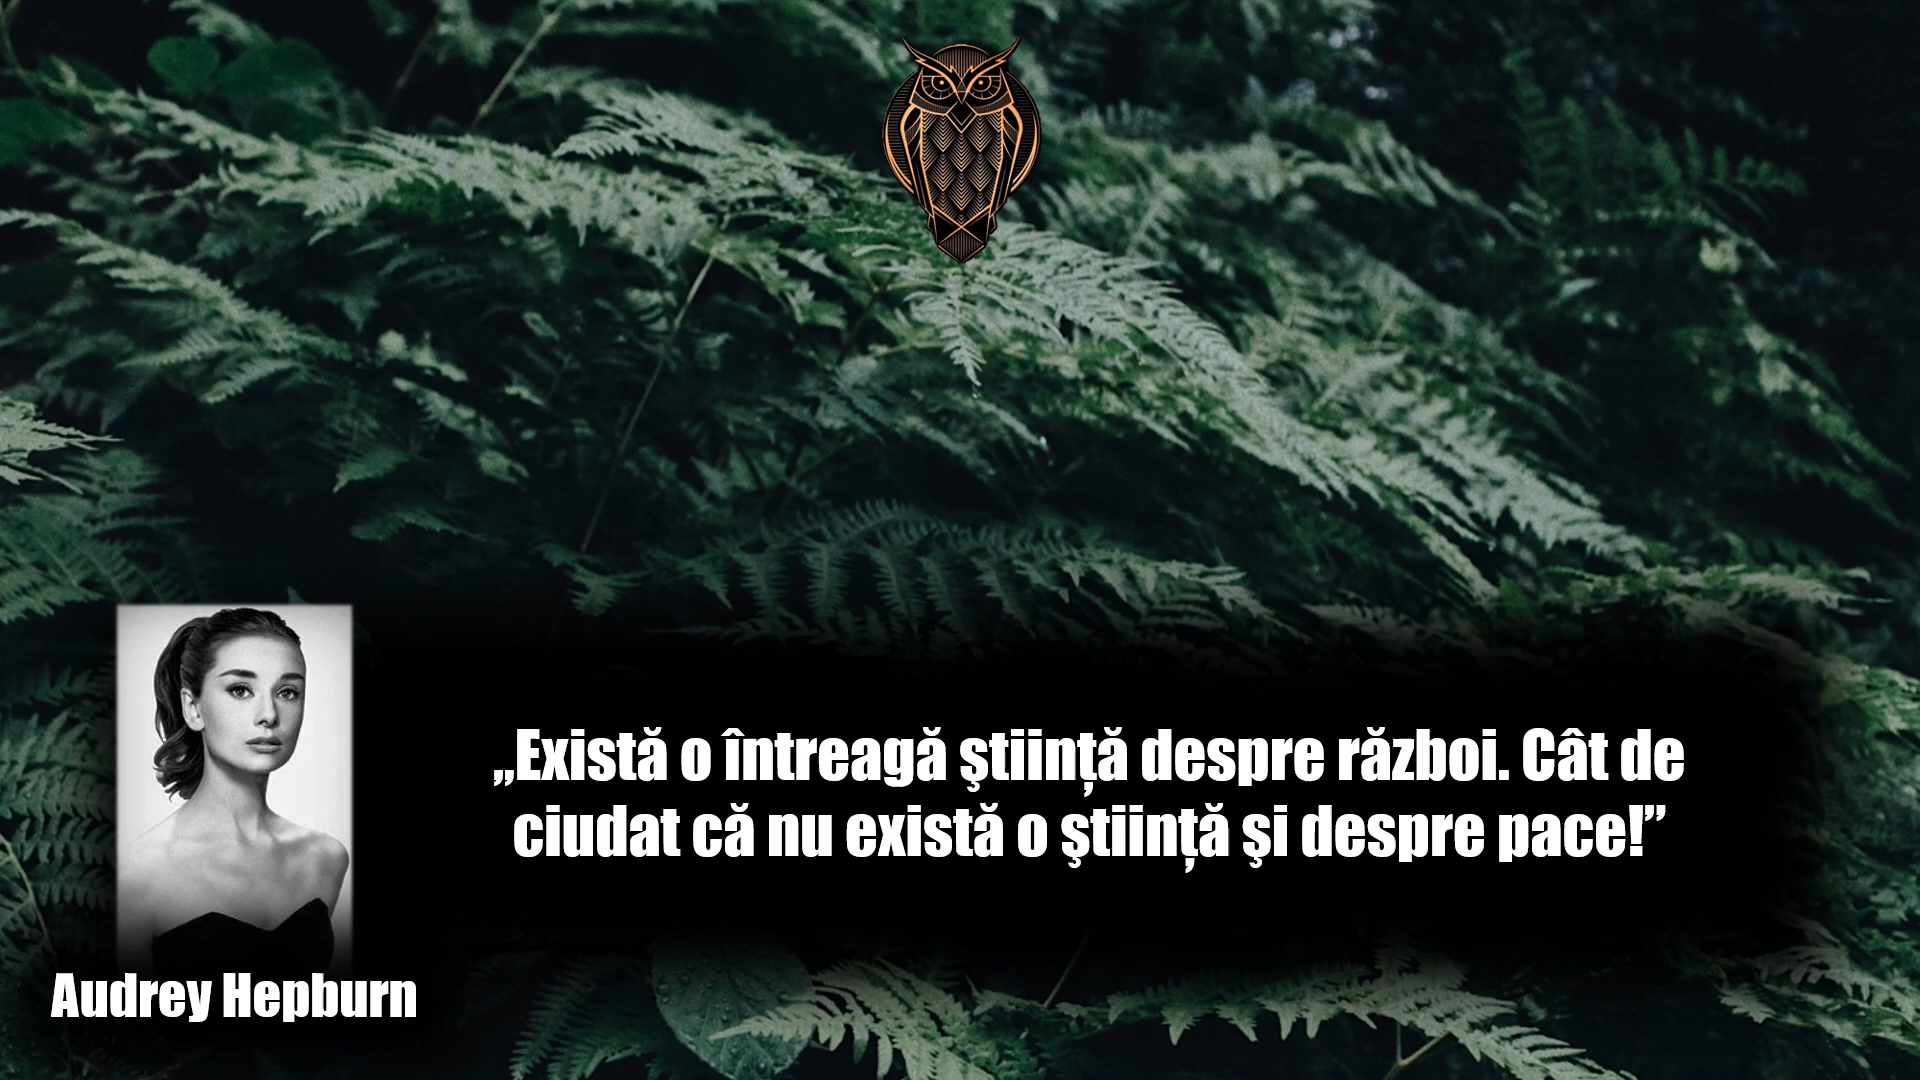 „Există o întreagă ştiinţă despre război. Cât de
ciudat că nu există o ştiinţă şi despre pace!”
Audrey Hepburn